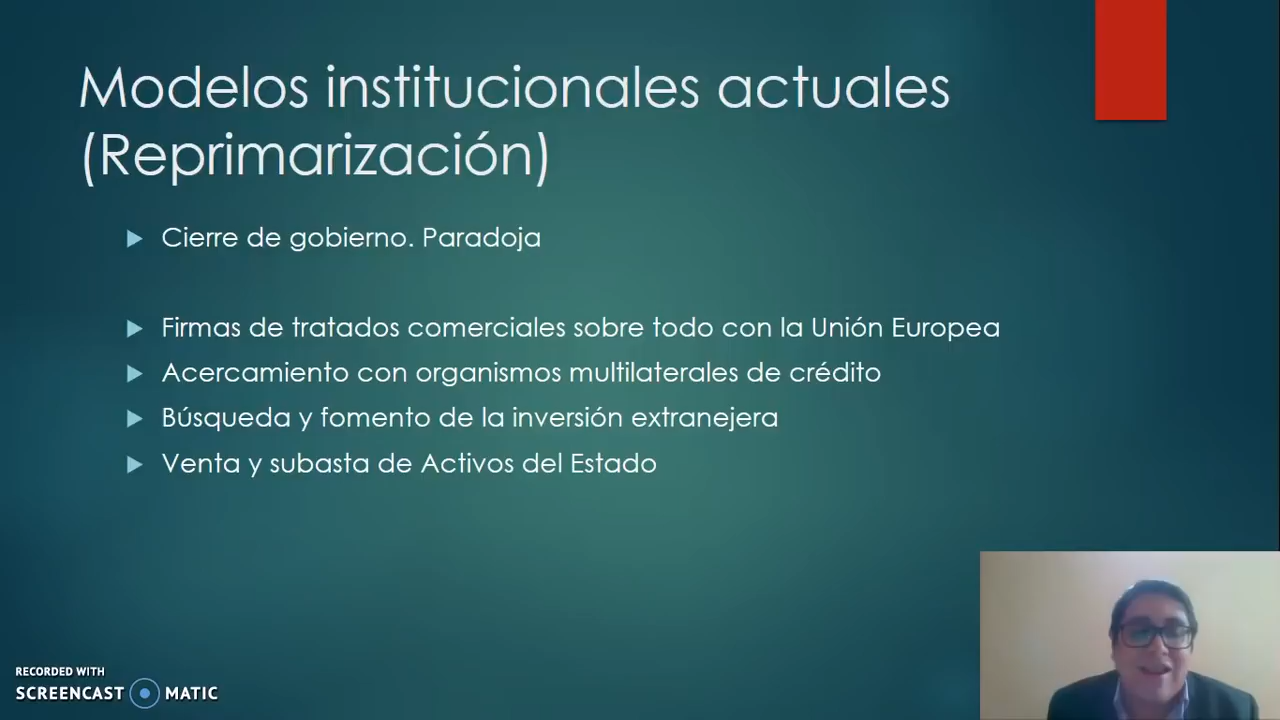 Modelos institucionales actuales
(Reprimarización)
Cierre de gobierno. Paradoja
Firmas de tratados comerciales sobre todo con la Unión Europea
Acercamiento con organismos multilaterales de crédito
Búsqueda y fomento de la inversión extranejera
Venta y subasta de Activos del Estado
RECORDED WITH
SCREENCAST MATIC